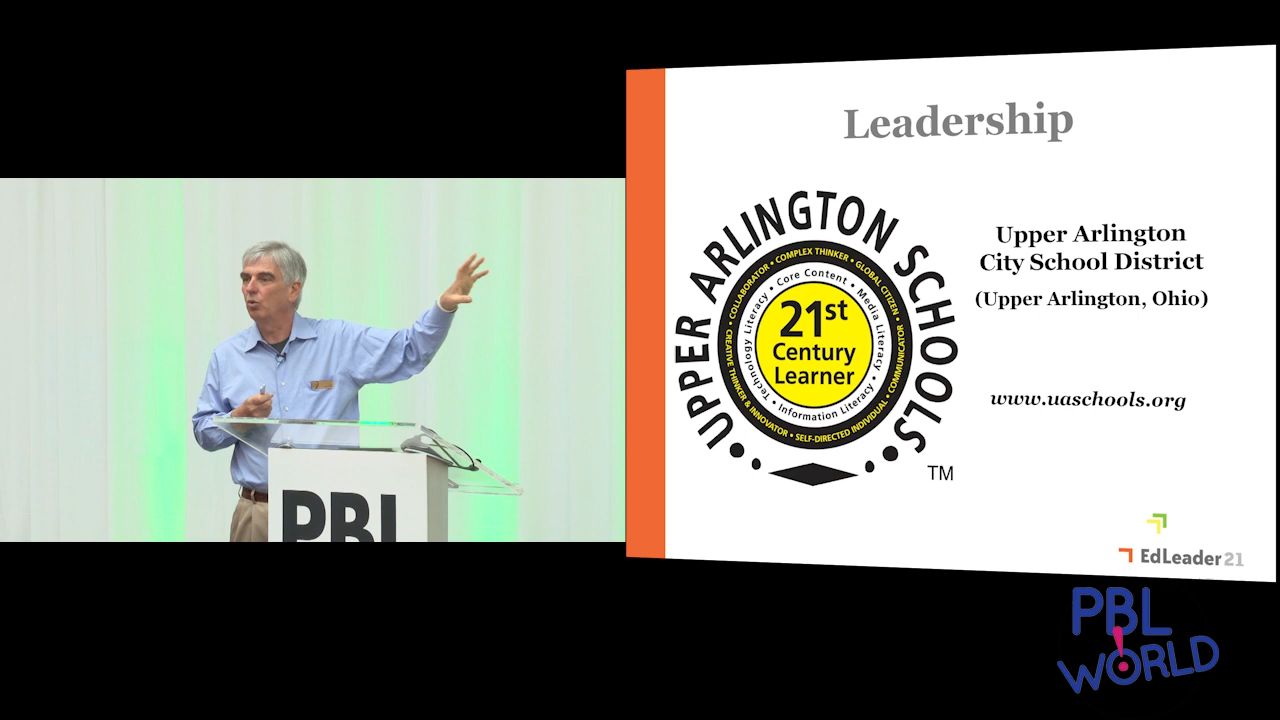 Leadership
UPPER ARLINGTON SCHOOLS
COLLABORATOR • COMPLEX THINKER • GLOBAL CITIZEN • COMMUNICATOR • SELF-DIRECTED INDIVIDUAL • CREATIVE THINKER & INNOVATOR •
Technology Literacy • Core Content • Media Literacy • Information Literacy •
21st
Century
Learner
TM
Upper Arlington
City School District
(Upper Arlington, Ohio)
www.uaschools.org
EdLeader21
PBL
PBL
WORLD